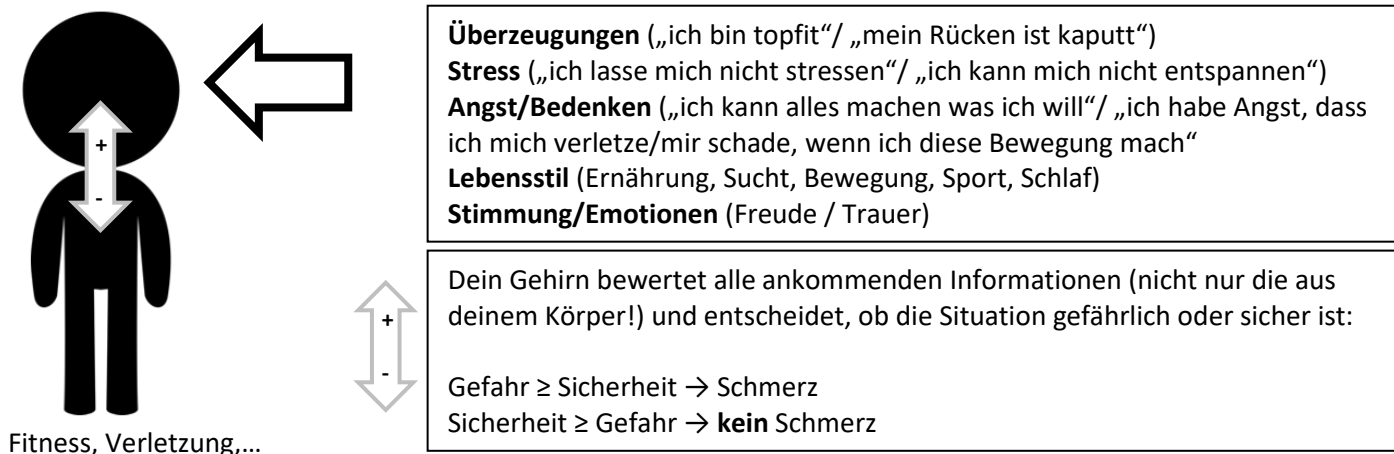 Überzeugungen („ich bin topfit“/ „mein Rücken ist kaputt“)
Stress („ich lasse mich nicht stressen“/ „ich kann mich nicht entspannen“)
Angst/Bedenken („ich kann alles machen was ich will“/ „ich habe Angst, dass
ich mich verletze/mir schade, wenn ich diese Bewegung mach“
Lebensstil (Ernährung, Sucht, Bewegung, Sport, Schlaf)
Stimmung/Emotionen (Freude / Trauer)
+
-
Dein Gehirn bewertet alle ankommenden Informationen (nicht nur die aus
deinem Körper!) und entscheidet, ob die Situation gefährlich oder sicher ist:
+
-
Gefahr ≥ Sicherheit → Schmerz
Sicherheit ≥ Gefahr → kein Schmerz
Fitness, Verletzung,…